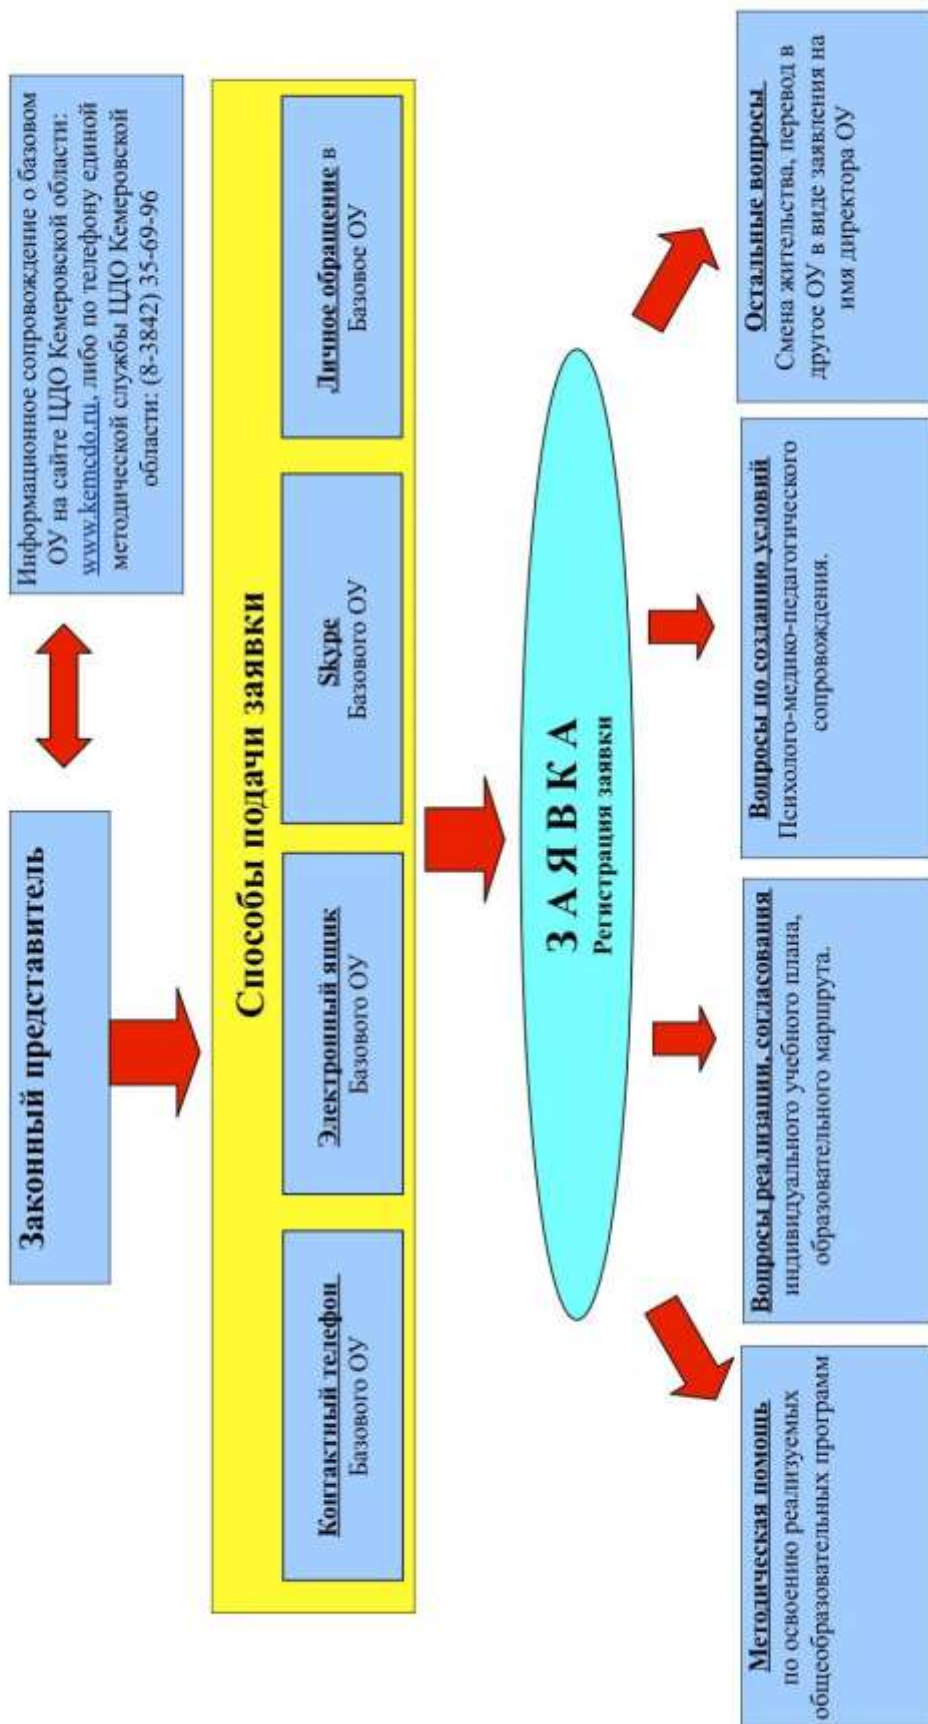 Законный представитель
Информационное сопровождение о базовом
ОУ на сайте ЦДО Кемеровской области:
www.kemcdo.ru, либо по телефону единой
методической службы ЦДО Кемеровской
области: (8-3842) 35-69-96
Способы подачи заявки
Контактный телефон
Базового ОУ
Электронный ящик
Базового ОУ
Skype
Базового ОУ
Личное обращение в
Базовое ОУ
З А Я В К А
Регистрация заявки
Методическая помощь
по освоению реализуемых
общеобразовательных программ
Вопросы реализации, согласования
индивидуального учебного плана,
образовательного маршрута.
Вопросы по созданию условий
Психолого-медико-педагогического
сопровождения.
Остальные вопросы
Смена жительства, перевод в
другое ОУ в виде заявления на
имя директора ОУ